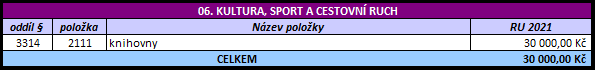 06. KULTURA, SPORT A CESTOVNÍ RUCH
oddíl § položka Název položky RU 2021
3314 2111 knihovny 30 000,00 Kč
CELKEM 30 000,00 Kč